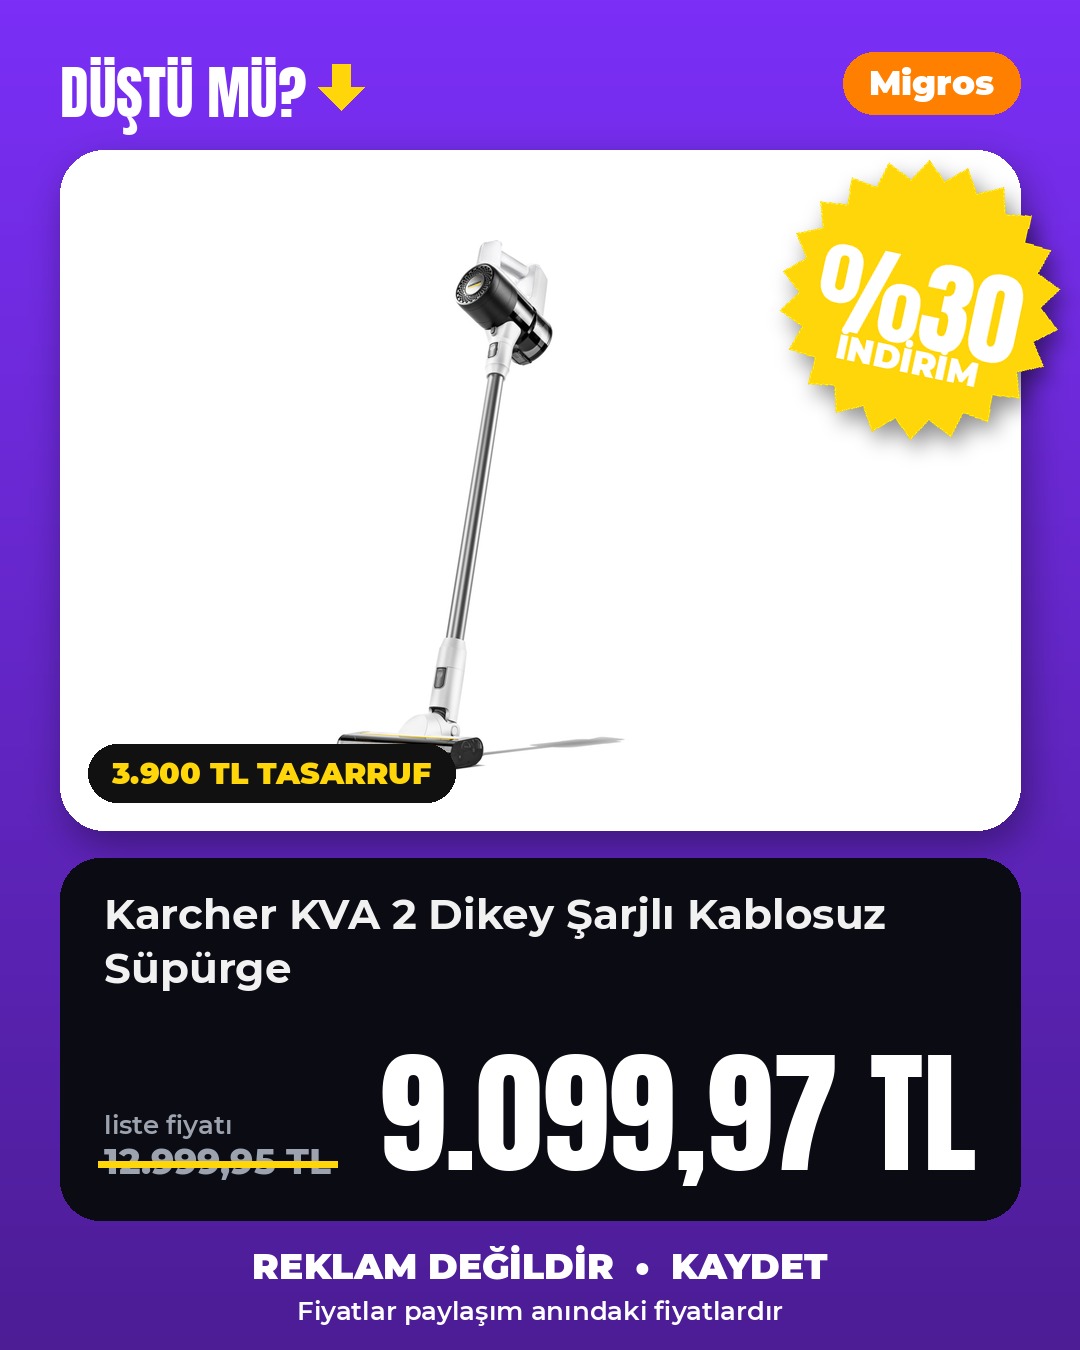 DÜŞTÜ MÜ?
Migros
%30
İNDİRİM
3.900 TL TASARRUF
Karcher KVA 2 Dikey Şarjlı Kablosuz
Süpürge
liste fiyatı
12.999,95 TL
9.099,97 TL
REKLAM DEĞİLDİR • KAYDET
Fiyatlar paylaşım anındaki fiyatlardır